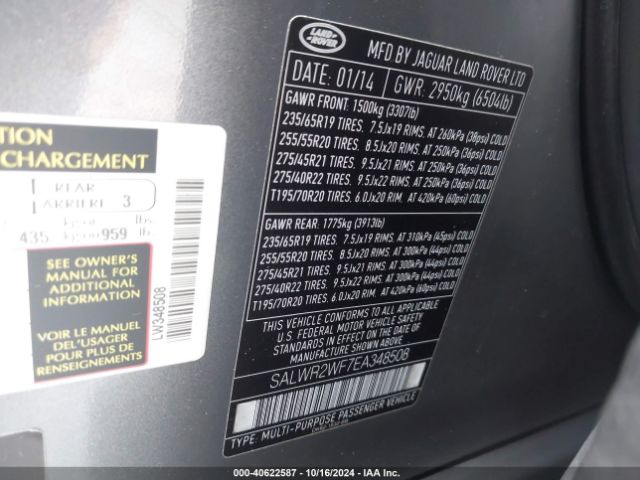 TION
CHARGEMENT
REAR
ARRIÈRE 3
kg or lbs
435 kg ou 959 lb
SEE OWNER'S
MANUAL FOR
ADDITIONAL
INFORMATION
VOIR LE MANUEL
DEL'USAGER
POUR PLUS DE
RENSEIGNEMENTS
LW348508
LAND
ROVER
MFD BY JAGUAR LAND ROVER LTD
DATE: 01/14 GWR: 2950kg (6504lb)
GAWR FRONT: 1500kg (3307lb)
235/65R19 TIRES. 7.5Jx19 RIMS. AT 260kPa (38psi) COLD
255/55R20 TIRES. 8.5Jx20 RIMS. AT 250kPa (36psi) COLD
275/45R21 TIRES. 9.5Jx21 RIMS. AT 250kPa (36psi) COLD
275/40R22 TIRES. 9.5Jx22 RIMS. AT 250kPa (36psi) COLD
T195/70R20 TIRES. 6.0Jx20 RIM. AT 420kPa (60psi) COLD
GAWR REAR: 1775kg (3913lb)
235/65R19 TIRES. 7.5Jx19 RIMS. AT 310kPa (45psi) COLD
255/55R20 TIRES. 8.5Jx20 RIMS. AT 300kPa (44psi) COLD
275/45R21 TIRES. 9.5Jx21 RIMS. AT 300kPa (44psi) COLD
275/40R22 TIRES. 9.5Jx22 RIMS. AT 300kPa (44psi) COLD
T195/70R20 TIRES. 6.0Jx20 RIM. AT 420kPa (60psi) COLD
THIS VEHICLE CONFORMS TO ALL APPLICABLE
U.S. FEDERAL MOTOR VEHICLE SAFETY
STANDARDS IN EFFECT ON THE DATE OF
MANUFACTURE SHOWN ABOVE.
SALWR2WF7EA348508
TYPE: MULTI-PURPOSE PASSENGER VEHICLE
000-40622587 - 10/16/2024 - IAA Inc.